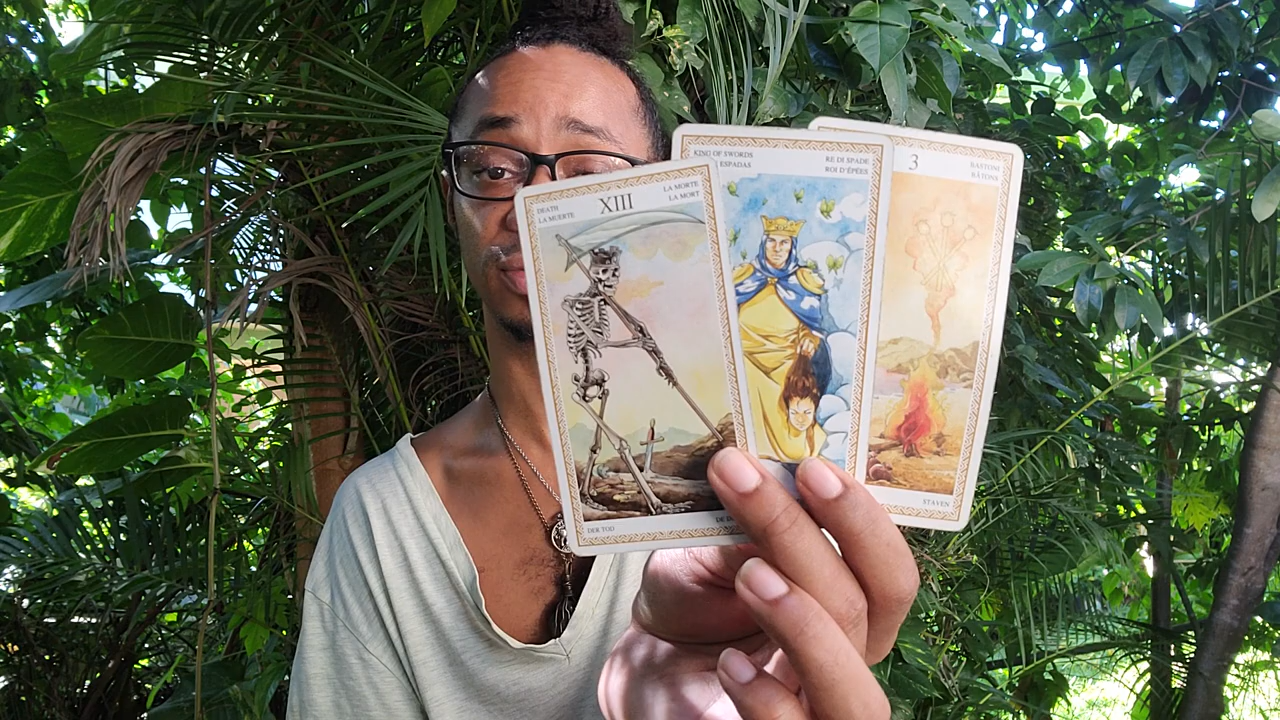 DEATH
LA MUERTE
XIII
LA MORTE
LA MORT
DER TOD
KING OF SWORDS
ESPADAS
RE DI SPADE
ROI D'ÉPÉES
3
BASTONI
BÂTONS
STAVEN